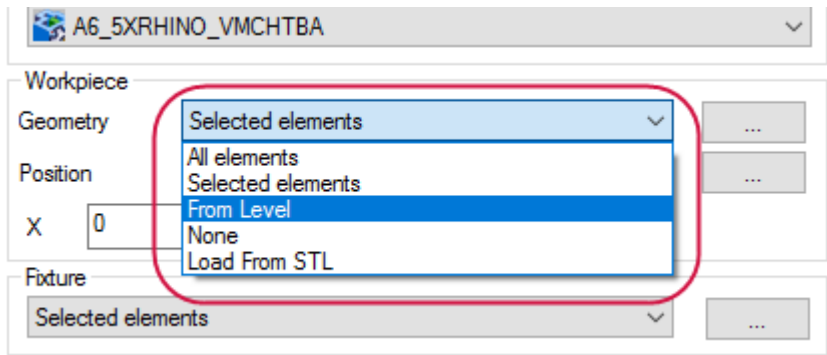 A6_5XRHINO_VMCHTBA
Workpiece
Geometry Selected elements ...
All elements
Position Selected elements ...
From Level
X 0
None
Load From STL
Fixture
Selected elements ...